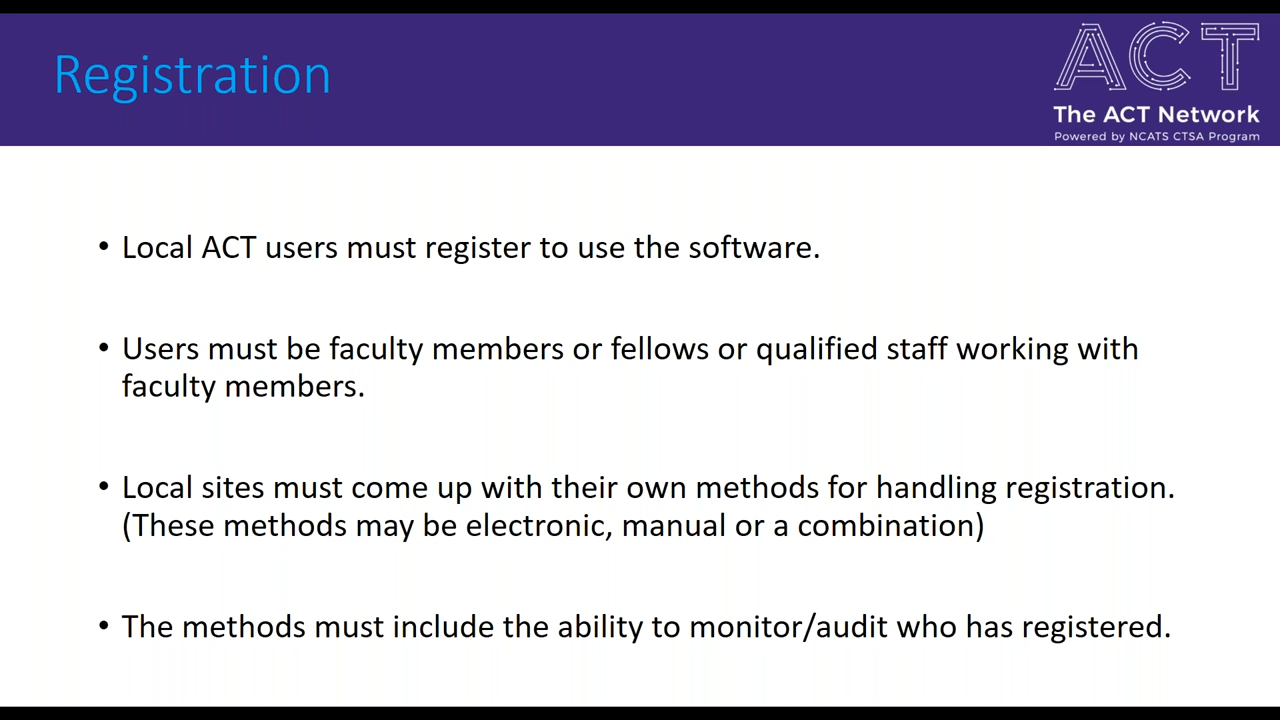 Registration
ACT
The ACT Network
Powered by NCATS CTSA Program
• Local ACT users must register to use the software.
• Users must be faculty members or fellows or qualified staff working with
faculty members.
• Local sites must come up with their own methods for handling registration.
(These methods may be electronic, manual or a combination)
• The methods must include the ability to monitor/audit who has registered.